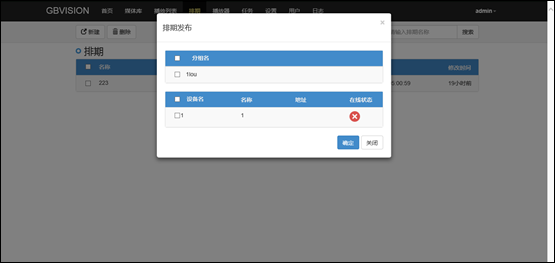 GBVISION 首页 媒体库 播放列表 排期 播放器 任务 设置 用户 日志 admin
排期发布 ×
新建 删除 输入排期名称 搜索
排期
分组名
1lou
名称 修改时间
223 00:59 19小时前
设备名 名称 地址 在线状态
1 1
确定 关闭